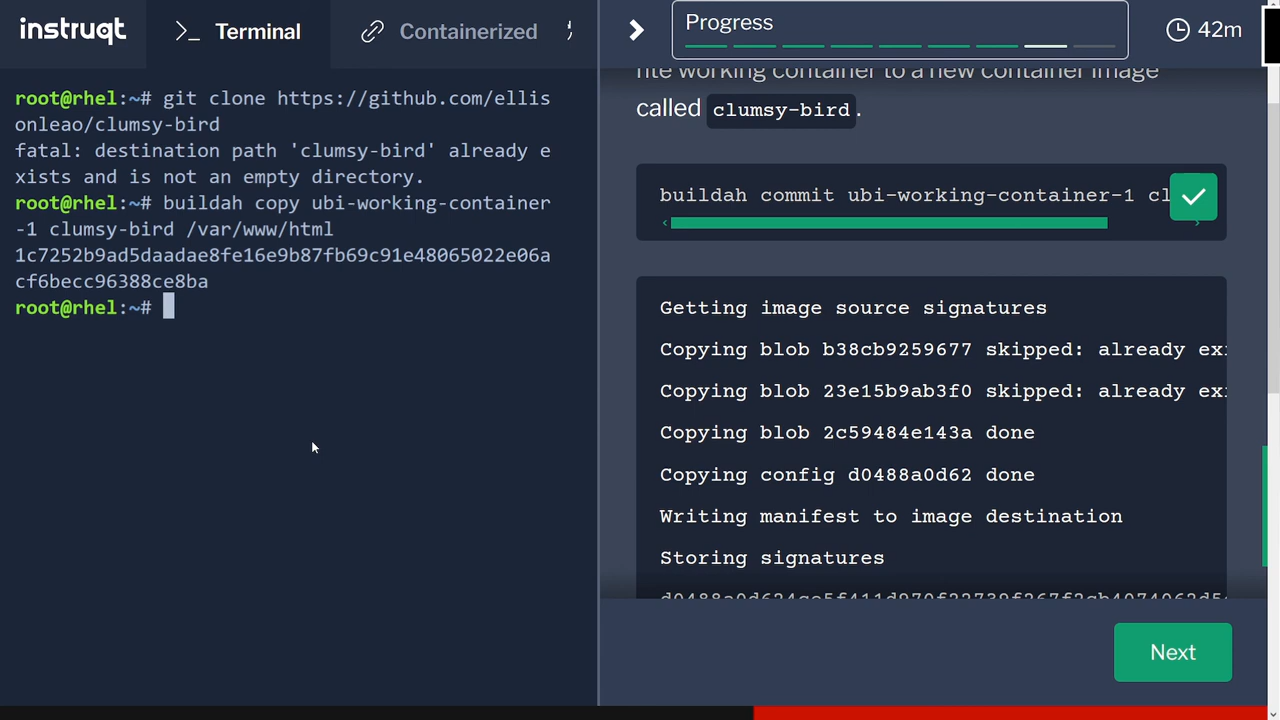 instruqt
Terminal
Containerized
Progress
42m
root@rhel:~# git clone https://github.com/ellis
onleao/clumsy-bird
fatal: destination path 'clumsy-bird' already e
xists and is not an empty directory.
root@rhel:~# buildah copy ubi-working-container
-1 clumsy-bird /var/www/html
1c7252b9ad5daadae8fe16e9b87fb69c91e48065022e06a
cf6becc96388ce8ba
root@rhel:~#
working container to a new container image
called clumsy-bird.
buildah commit ubi-working-container-1 cl
Getting image source signatures
Copying blob b38cb9259677 skipped: already exi
Copying blob 23e15b9ab3f0 skipped: already exi
Copying blob 2c59484e143a done
Copying config d0488a0d62 done
Writing manifest to image destination
Storing signatures
Next